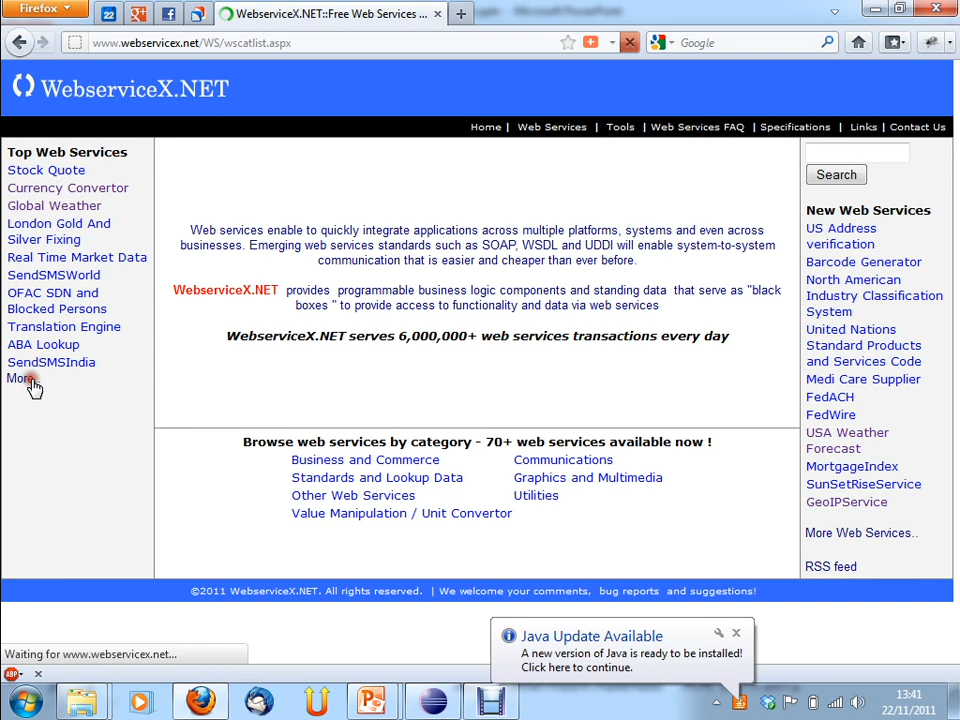 Firefox
22
WebserviceX.NET::Free Web Services ...
Microsoft PowerPoint
www.webservicex.net/WS/wscatlist.aspx
Google
WebserviceX.NET
Home | Web Services | Tools | Web Services FAQ | Specifications | Links | Contact Us
Top Web Services
Stock Quote
Currency Convertor
Global Weather
London Gold And
Silver Fixing
Real Time Market Data
SendSMSWorld
OFAC SDN and
Blocked Persons
Translation Engine
ABA Lookup
SendSMSIndia
More
Web services enable to quickly integrate applications across multiple platforms, systems and even across
businesses. Emerging web services standards such as SOAP, WSDL and UDDI will enable system-to-system
communication that is easier and cheaper than ever before.
WebserviceX.NET provides programmable business logic components and standing data that serve as "black
boxes " to provide access to functionality and data via web services
WebserviceX.NET serves 6,000,000+ web services transactions every day
Browse web services by category - 70+ web services available now !
Business and Commerce
Communications
Standards and Lookup Data
Graphics and Multimedia
Other Web Services
Utilities
Value Manipulation / Unit Convertor
Search
New Web Services
US Address
verification
Barcode Generator
North American
Industry Classification
System
United Nations
Standard Products
and Services Code
Medi Care Supplier
FedACH
FedWire
USA Weather
Forecast
MortgageIndex
SunSetRiseService
GeoIPService
More Web Services..
RSS feed
©2011 WebserviceX.NET. All rights reserved. | We welcome your comments, bug reports and suggestions!
Java Update Available
A new version of Java is ready to be installed!
Click here to continue.
Waiting for www.webservicex.net...
ABP
13:41
22/11/2011